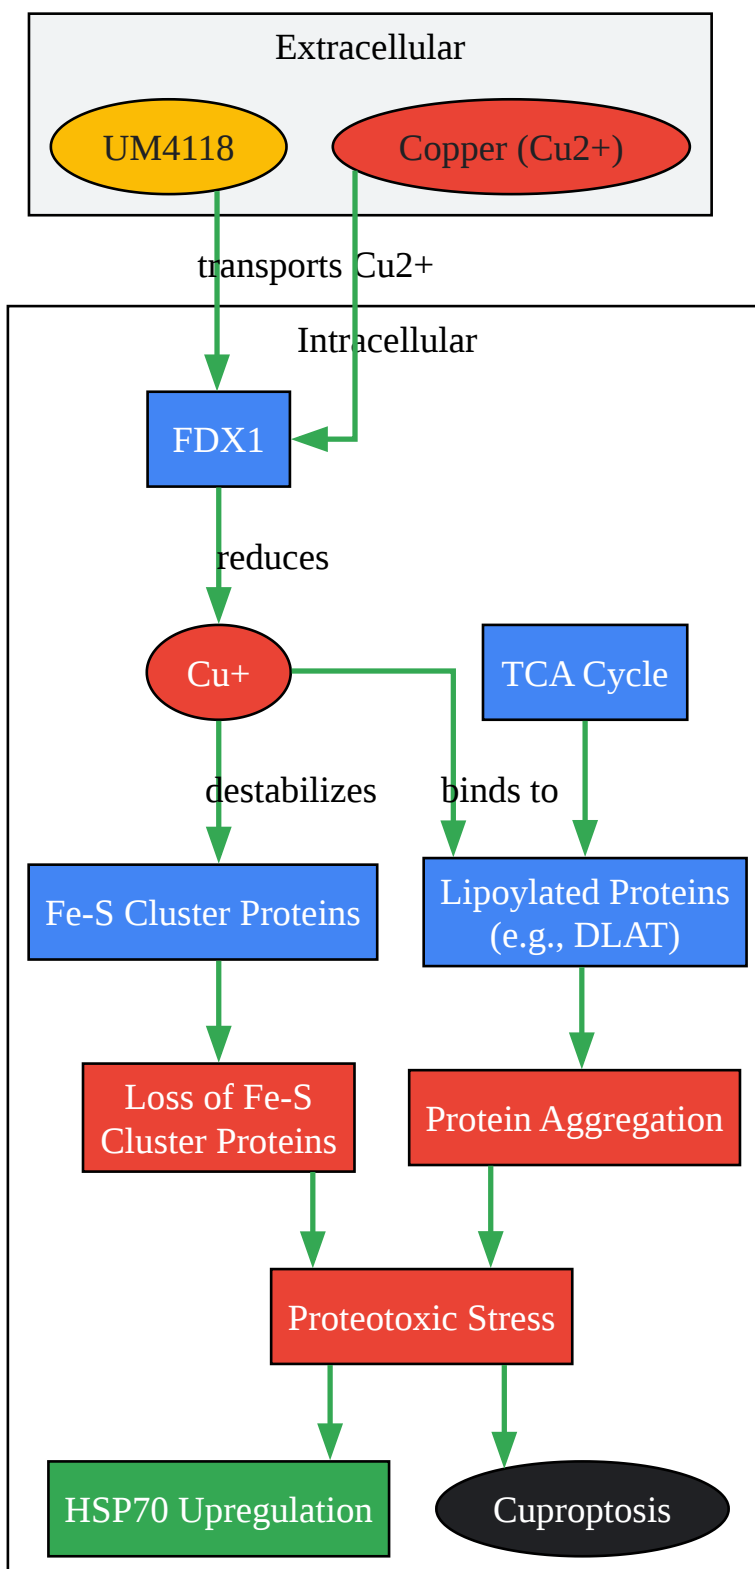 Extracellular
UM4118
Copper (Cu2+)
transports Cu2+
Intracellular
FDX1
reduces
Cu+
TCA Cycle
destabilizes
binds to
Fe-S Cluster Proteins
Lipoylated Proteins
(e.g., DLAT)
Loss of Fe-S
Cluster Proteins
Protein Aggregation
Proteotoxic Stress
HSP70 Upregulation
Cuproptosis